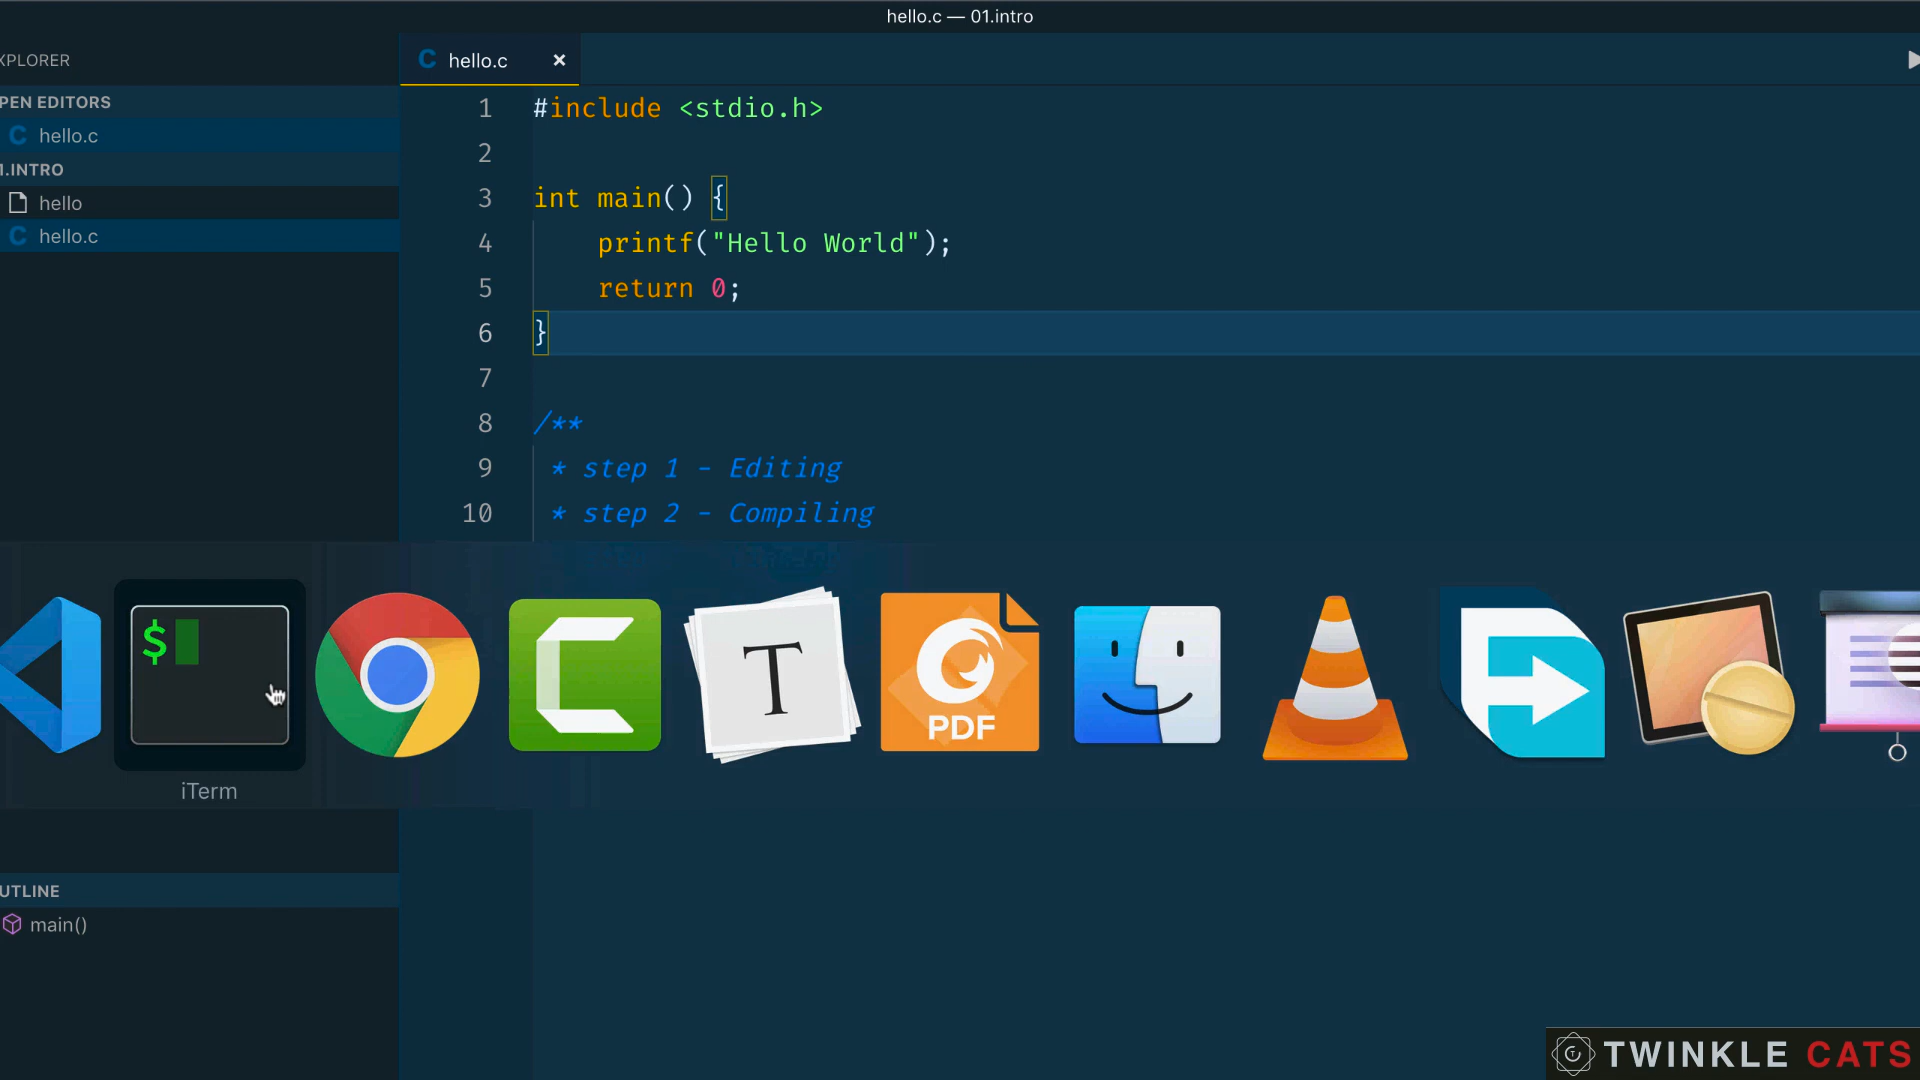 hello.c — 01.intro
XPLORER
PEN EDITORS
C hello.c
1.INTRO
hello
C hello.c
C hello.c ×
1 #include <stdio.h>
2
3 int main() {
4 printf("Hello World");
5 return 0;
6 }
7
8 /**
9 * step 1 - Editing
10 * step 2 - Compiling
$
T
PDF
iTerm
UTLINE
main()
TWINKLE CATS